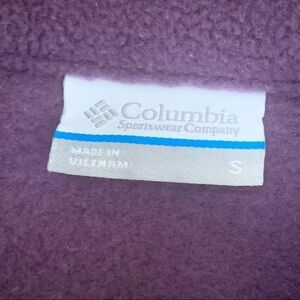 Columbia
Sportswear Company
MADE IN
VIETNAM
S